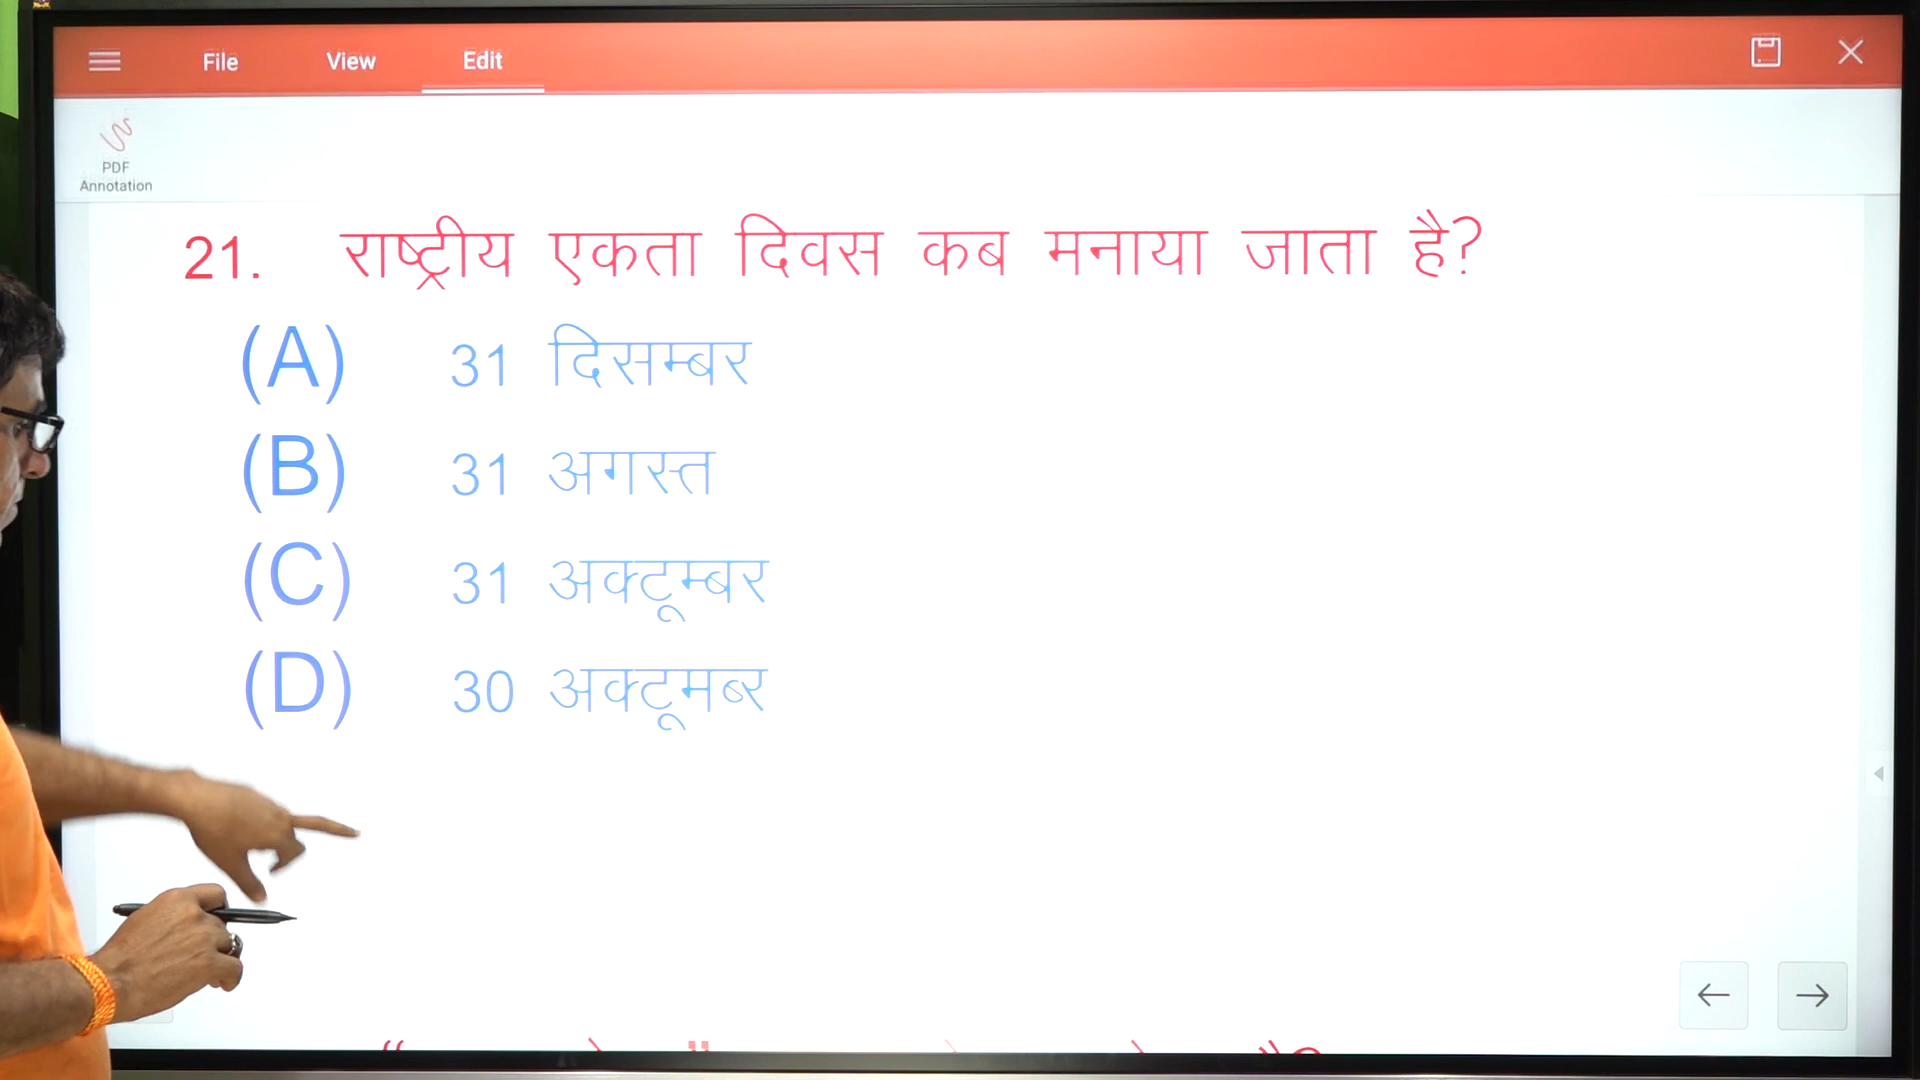 File View Edit
PDF
Annotation
21. राष्ट्रीय एकता दिवस कब मनाया जाता है?
(A) 31 दिसम्बर
(B) 31 अगस्त
(C) 31 अक्टूम्बर
(D) 30 अक्टूमब्र